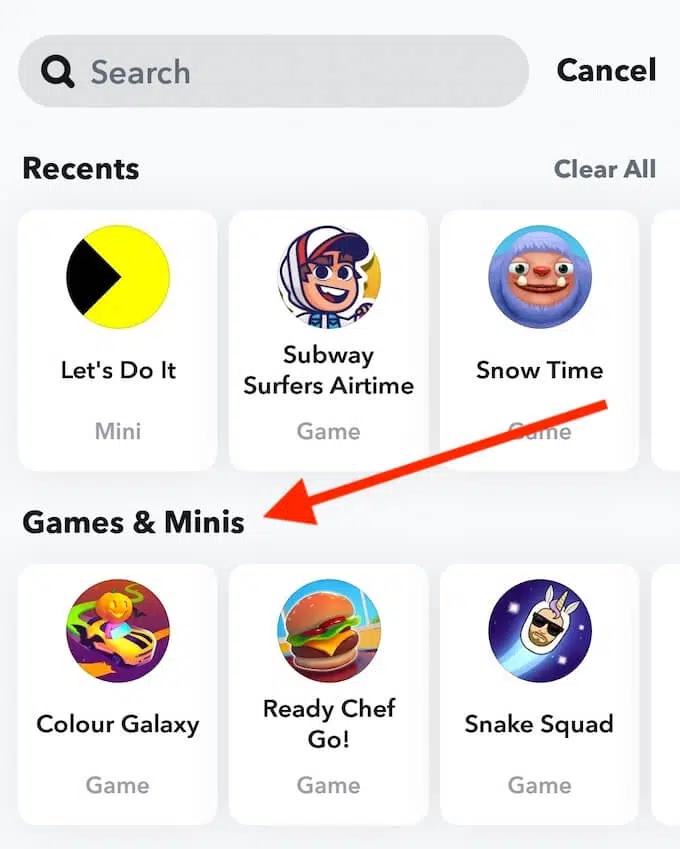 Search
Cancel
Recents
Clear All
Let's Do It
Mini
Subway
Surfers Airtime
Game
Snow Time
Game
Games & Minis
Colour Galaxy
Game
Ready Chef
Go!
Game
Snake Squad
Game